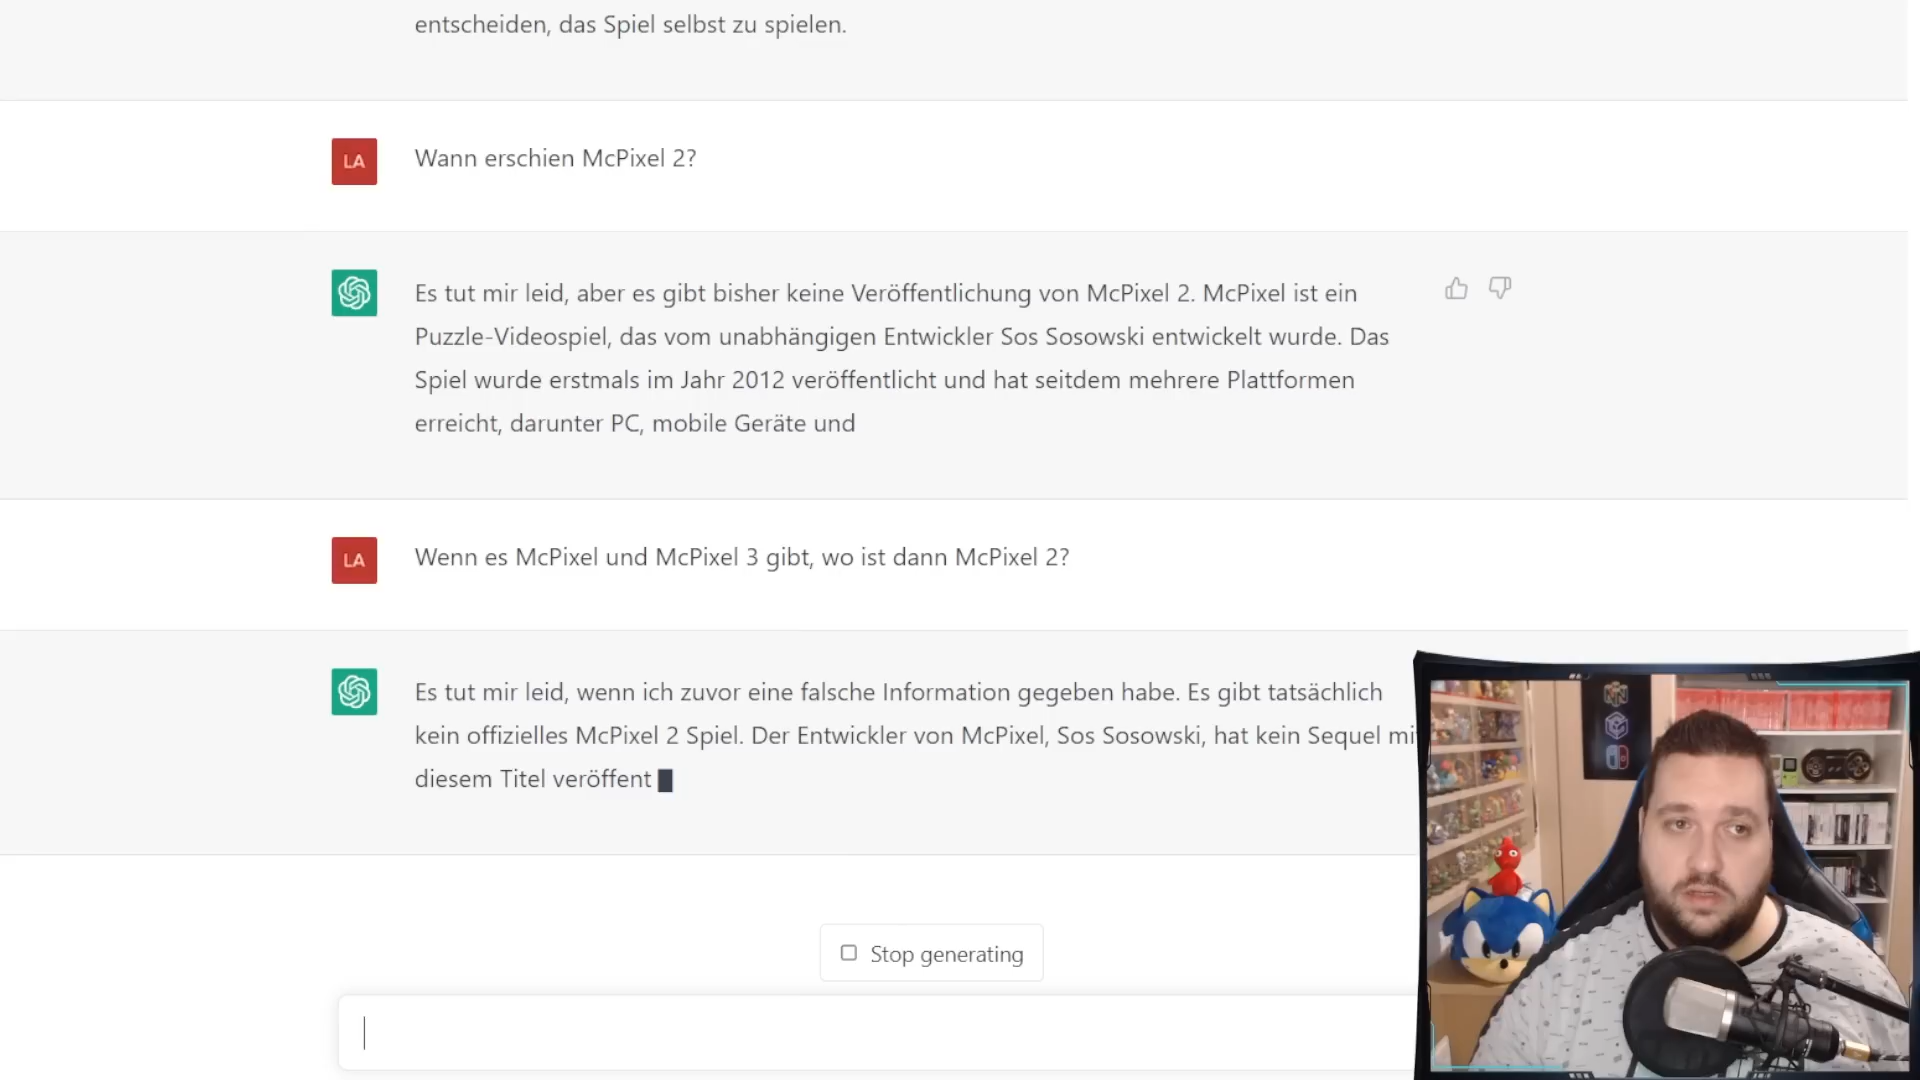 entscheiden, das Spiel selbst zu spielen.
LA
Wann erschien McPixel 2?
Es tut mir leid, aber es gibt bisher keine Veröffentlichung von McPixel 2. McPixel ist ein
Puzzle-Videospiel, das vom unabhängigen Entwickler Sos Sosowski entwickelt wurde. Das
Spiel wurde erstmals im Jahr 2012 veröffentlicht und hat seitdem mehrere Plattformen
erreicht, darunter PC, mobile Geräte und
LA
Wenn es McPixel und McPixel 3 gibt, wo ist dann McPixel 2?
Es tut mir leid, wenn ich zuvor eine falsche Information gegeben habe. Es gibt tatsächlich
kein offizielles McPixel 2 Spiel. Der Entwickler von McPixel, Sos Sosowski, hat kein Sequel mi
diesem Titel veröffent
Stop generating